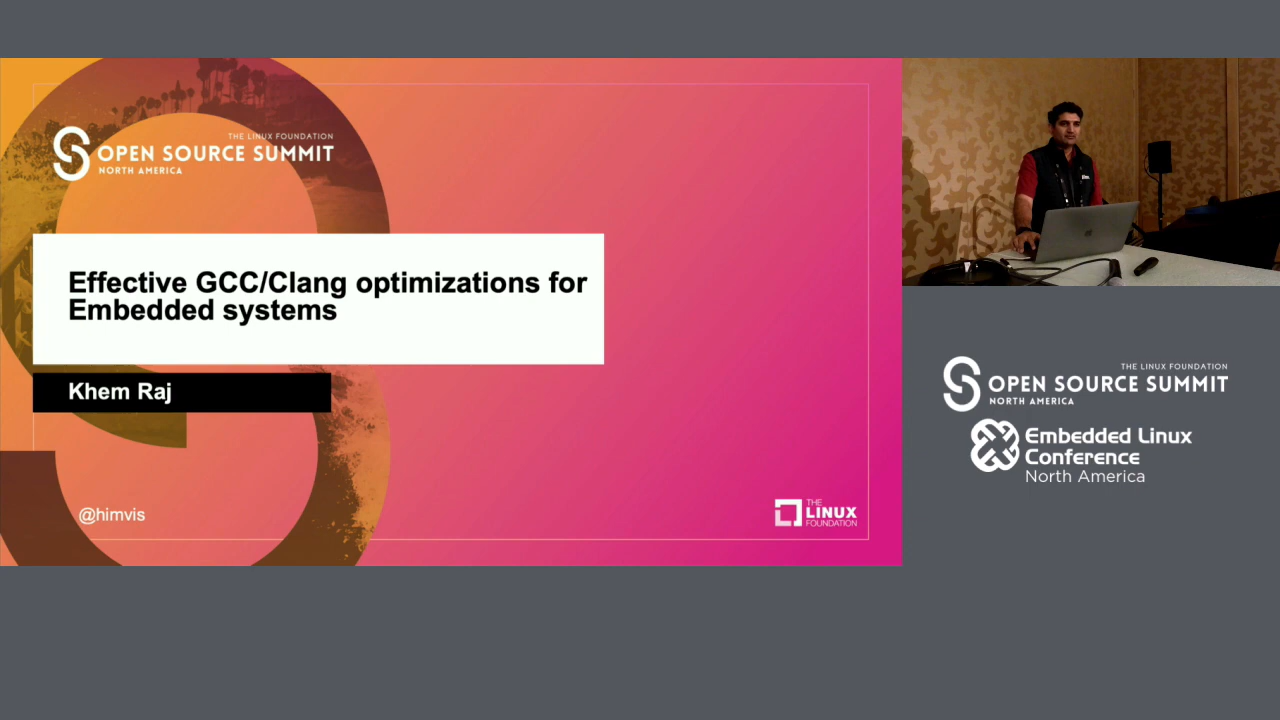 THE LINUX FOUNDATION
OPEN SOURCE SUMMIT
NORTH AMERICA
Effective GCC/Clang optimizations for
Embedded systems
Khem Raj
@himvis
THE
LINUX
FOUNDATION
THE LINUX FOUNDATION
OPEN SOURCE SUMMIT
NORTH AMERICA
Embedded Linux
Conference
North America